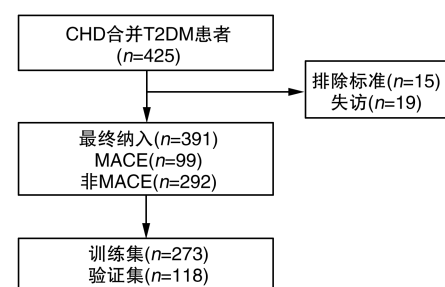 CHD合并T2DM患者
(n=425)
排除标准(n=15)
失访(n=19)
最终纳入(n=391)
MACE(n=99)
非MACE(n=292)
训练集(n=273)
验证集(n=118)